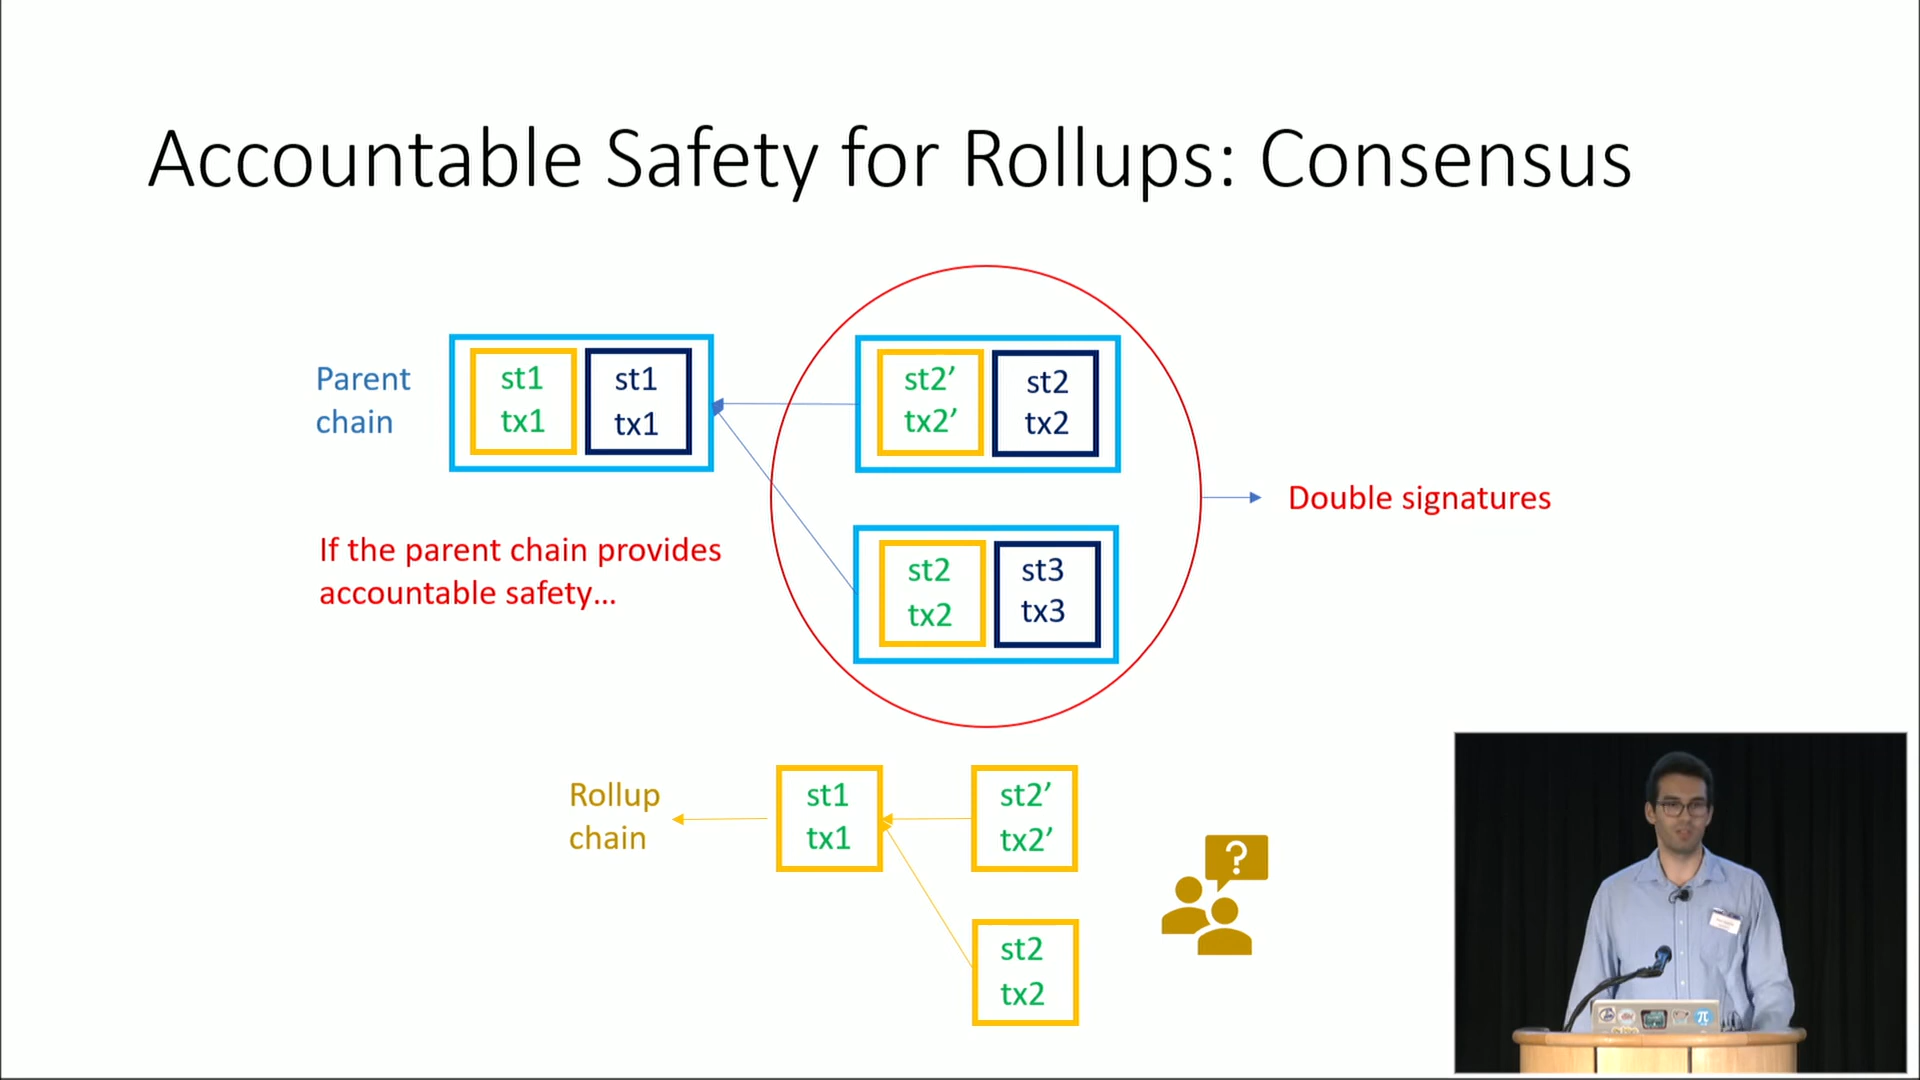 Accountable Safety for Rollups: Consensus
Parent
chain
st1
tx1
st1
tx1
st2’
tx2’
st2
tx2
If the parent chain provides
accountable safety…
st2
tx2
st3
tx3
Double signatures
Rollup
chain
st1
tx1
st2’
tx2’
?
st2
tx2
π